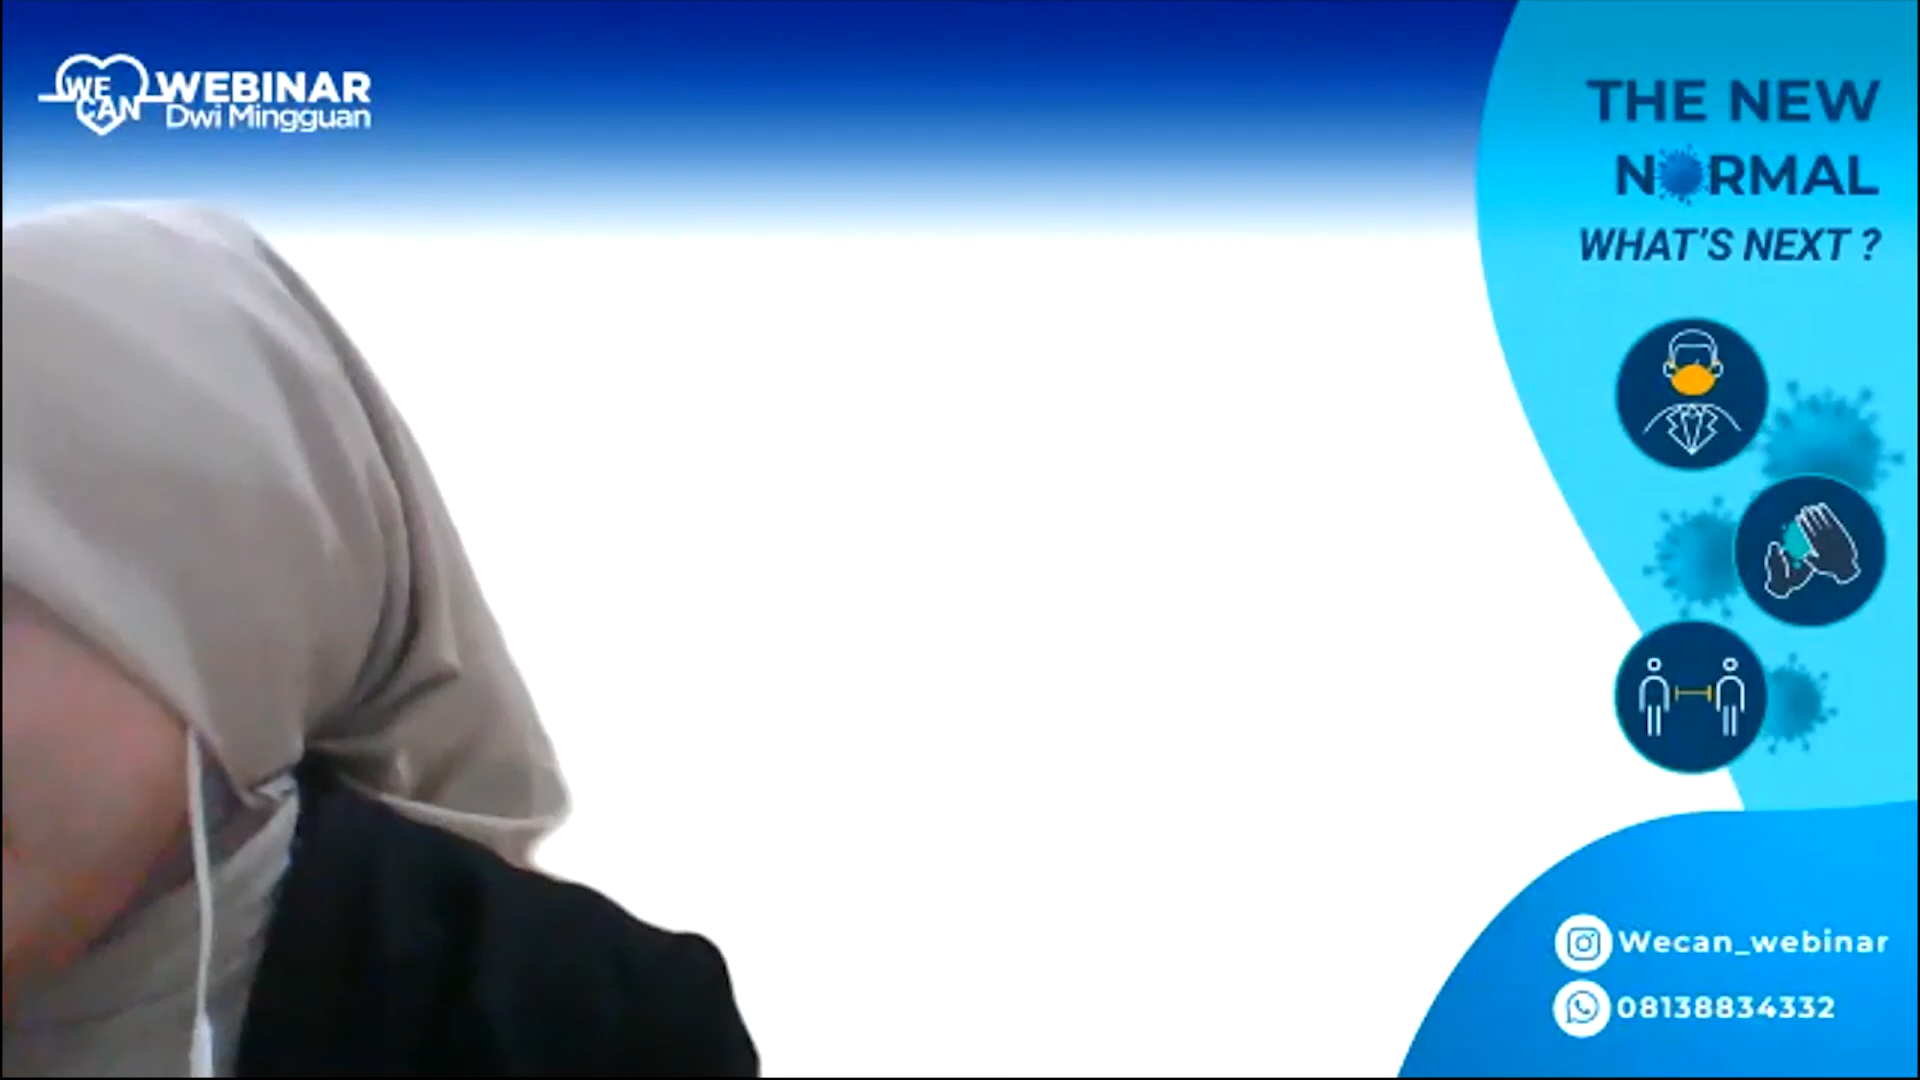 WE
CAN
WEBINAR
Dwi Mingguan
THE NEW
NORMAL
WHAT'S NEXT ?
Wecan_webinar
08138834332